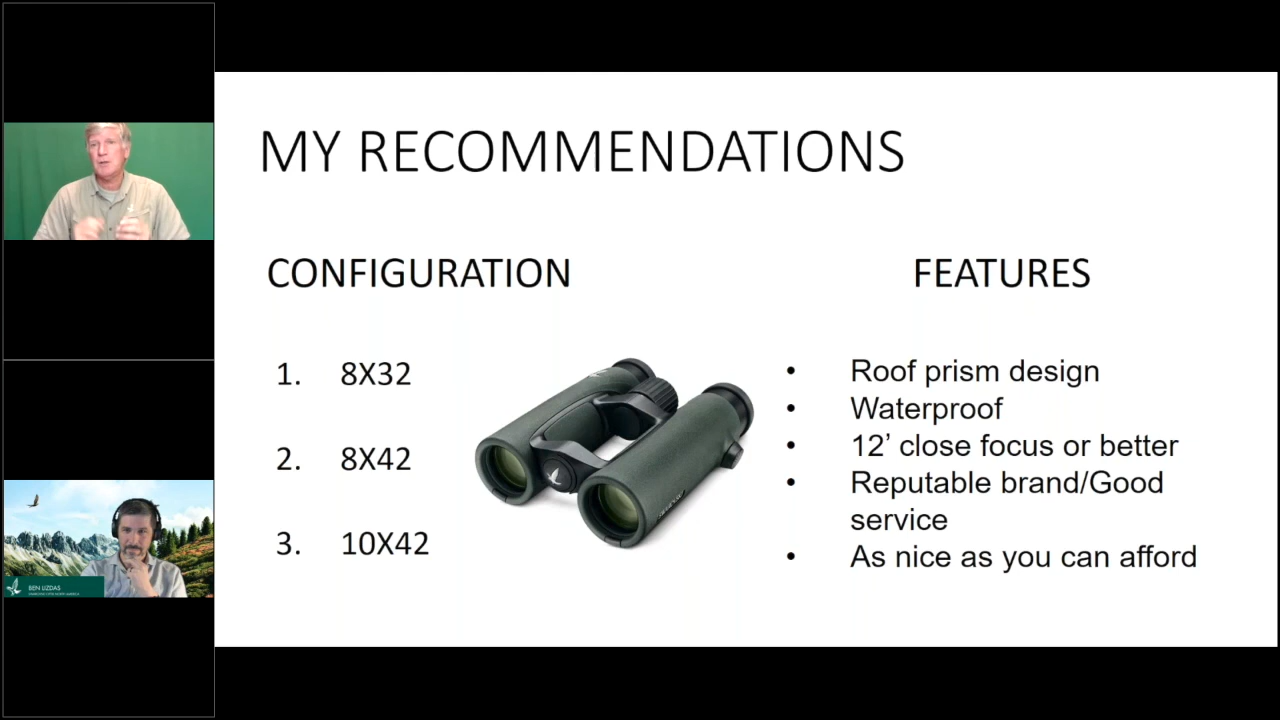 MY RECOMMENDATIONS
CONFIGURATION
1. 8X32
2. 8X42
3. 10X42
FEATURES
• Roof prism design
• Waterproof
• 12’ close focus or better
• Reputable brand/Good
service
• As nice as you can afford
BEN LIZDAS